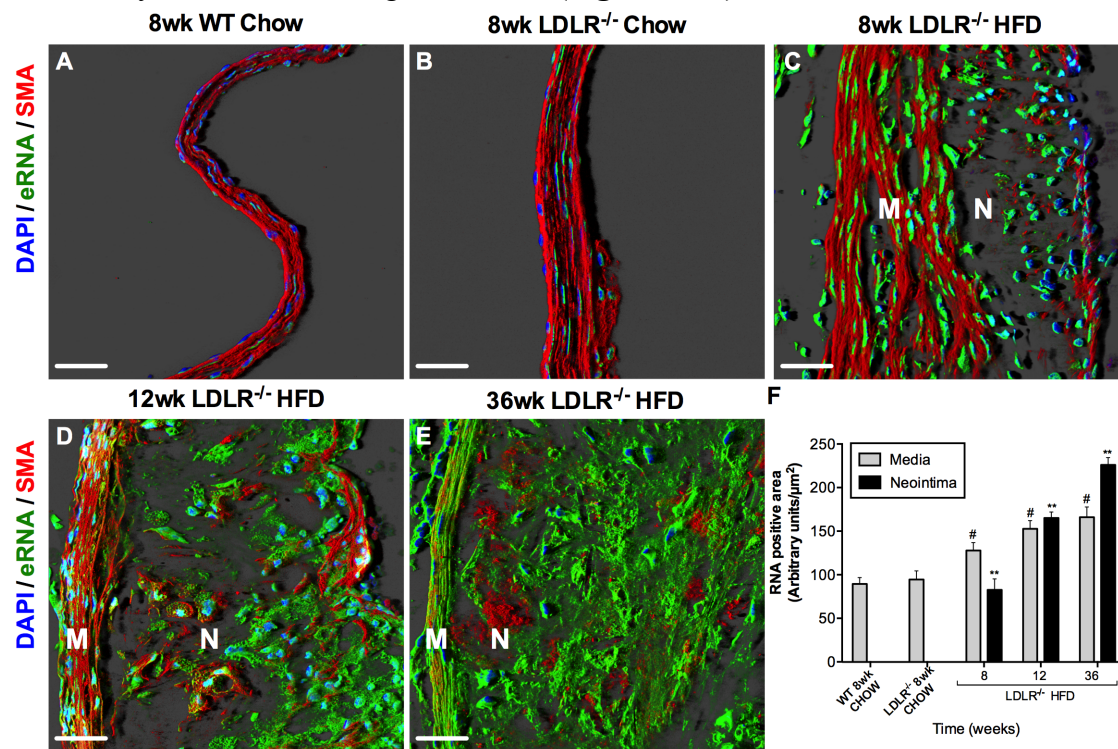 8wk WT Chow
8wk LDLR-/- Chow
8wk LDLR-/- HFD
DAPI / eRNA / SMA
A
B
C
M
N
12wk LDLR-/- HFD
36wk LDLR-/- HFD
DAPI / eRNA / SMA
D
M
N
E
M
N
F
RNA positive area
(Arbitrary units/µm2)
250
200
150
100
50
0
Media
Neointima
#
**
#
**
#
**
WT 8wk
CHOW
LDLR-/- 8wk
CHOW
8
12
36
LDLR-/- HFD
Time (weeks)